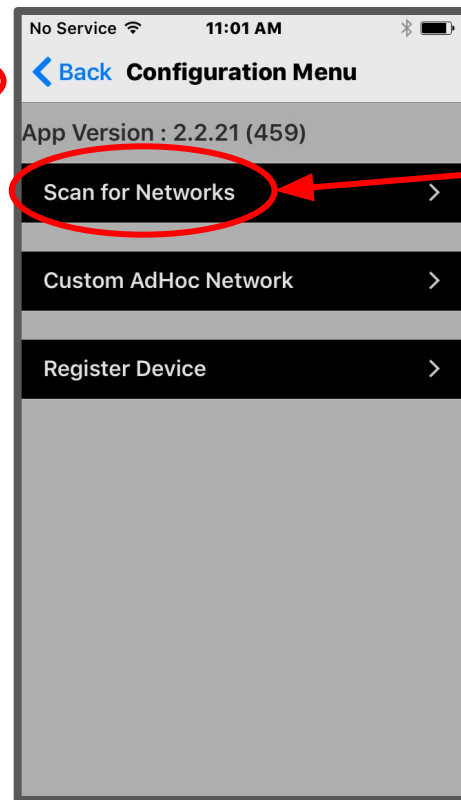 No Service 11:01 AM
Back Configuration Menu
App Version : 2.2.21 (459)
Scan for Networks
Custom AdHoc Network
Register Device